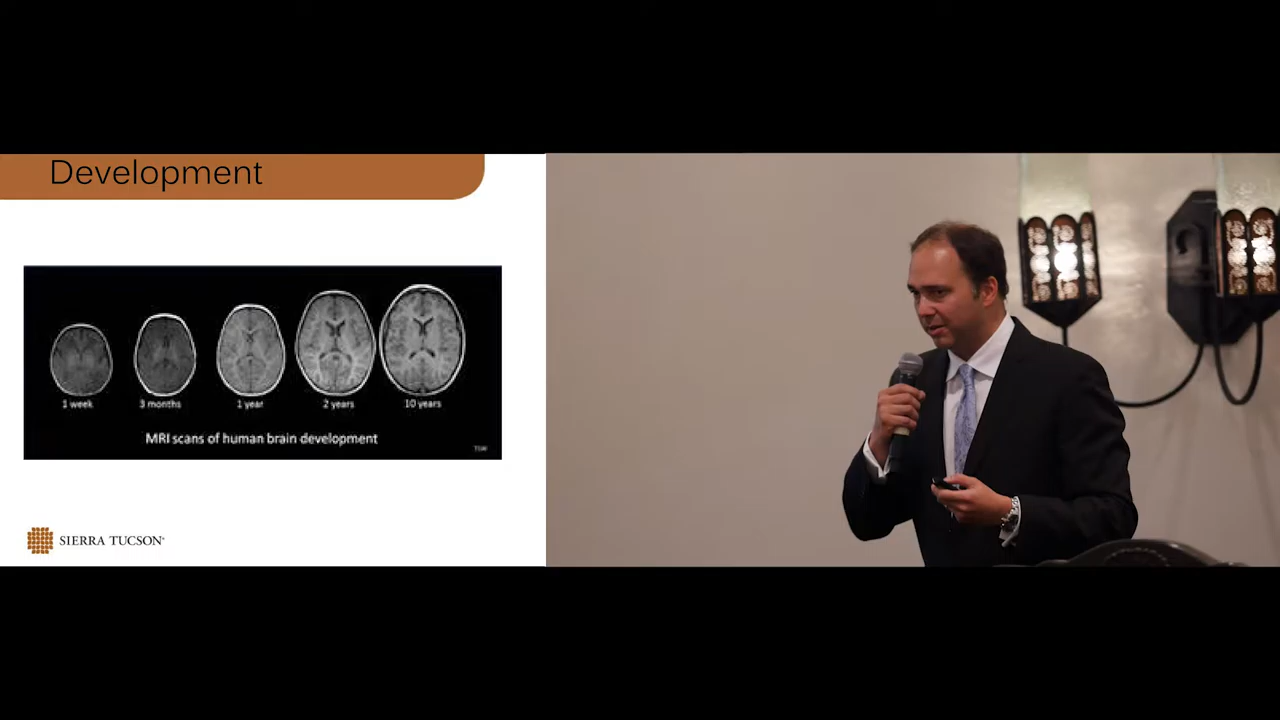 Development
1 week
3 months
1 year
2 years
10 years
MRI scans of human brain development
SIERRA TUCSON